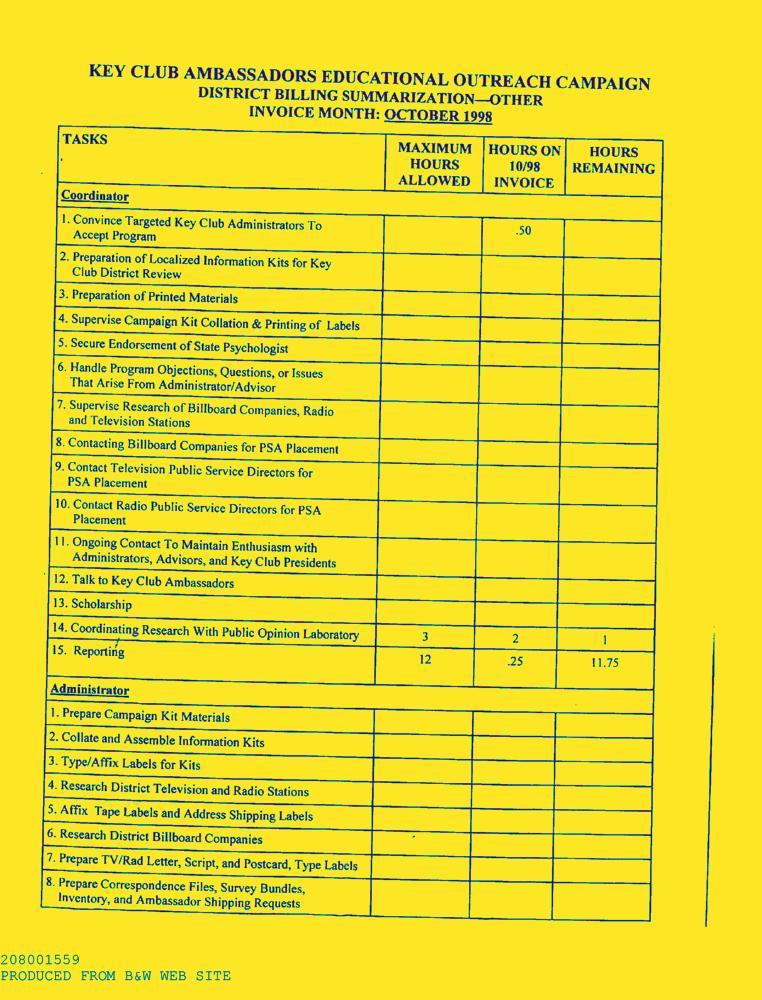 KEY CLUB AMBASSADORS EDUCATIONAL OUTREACH CAMPAIGN
DISTRICT BILLING SUMMARIZATION—OTHER
INVOICE MONTH: OCTOBER 1998
TASKS
MAXIMUM HOURS ALLOWED
HOURS ON 10/98 INVOICE
HOURS REMAINING
Coordinator
1. Convince Targeted Key Club Administrators To
Accept Program
.50
2. Preparation of Localized Information Kits for Key
Club District Review
3. Preparation of Printed Materials
4. Supervise Campaign Kit Collation & Printing of Labels
5. Secure Endorsement of State Psychologist
6. Handle Program Objections, Questions, or Issues
That Arise From Administrator/Advisor
7. Supervise Research of Billboard Companies, Radio
and Television Stations
8. Contacting Billboard Companies for PSA Placement
9. Contact Television Public Service Directors for
PSA Placement
10. Contact Radio Public Service Directors for PSA
Placement
11. Ongoing Contact To Maintain Enthusiasm with
Administrators, Advisors, and Key Club Presidents
12. Talk to Key Club Ambassadors
13. Scholarship
14. Coordinating Research With Public Opinion Laboratory 3 2 1
15. Reporting 12 .25 11.75
Administrator
1. Prepare Campaign Kit Materials
2. Collate and Assemble Information Kits
3. Type/Affix Labels for Kits
4. Research District Television and Radio Stations
5. Affix Tape Labels and Address Shipping Labels
6. Research District Billboard Companies
7. Prepare TV/Rad Letter, Script, and Postcard, Type Labels
8. Prepare Correspondence Files, Survey Bundles,
Inventory, and Ambassador Shipping Requests
208001559
PRODUCED FROM B&W WEB SITE